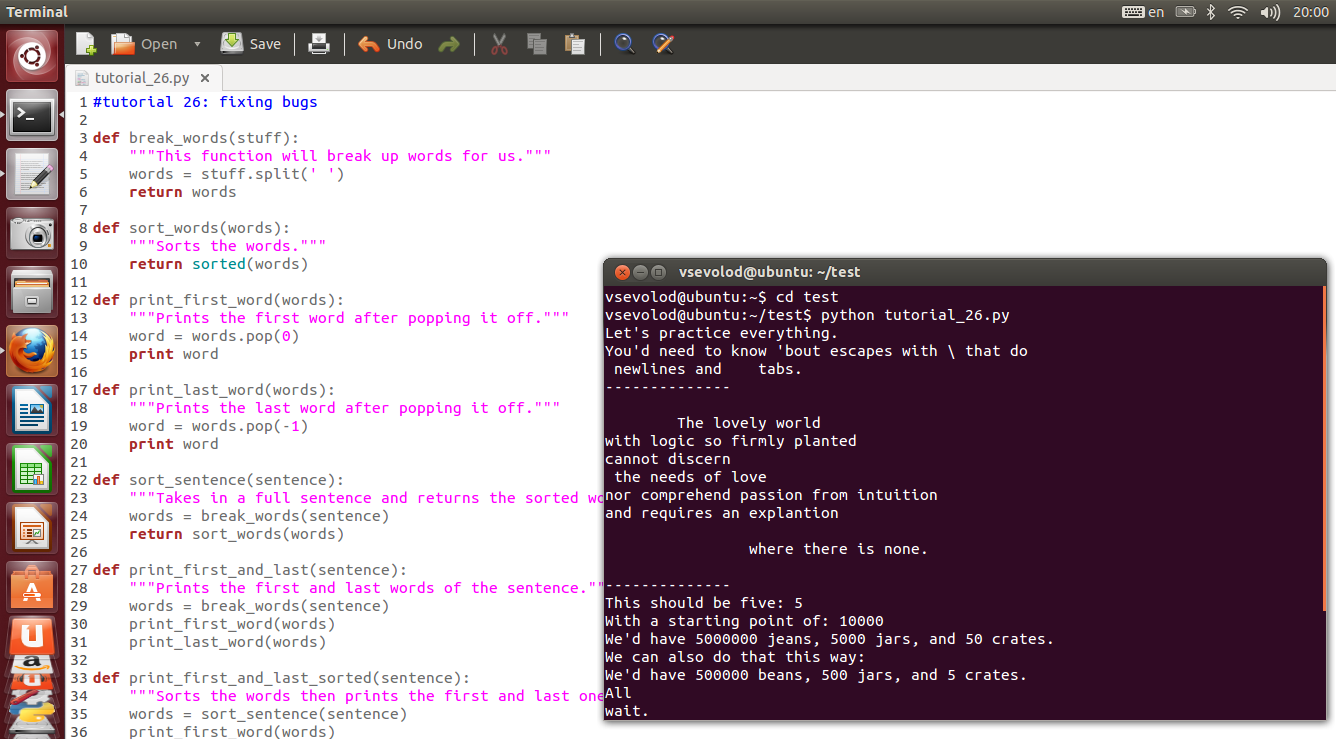 Terminal
en 20:00
Open Save Undo
tutorial_26.py
1 #tutorial 26: fixing bugs
2
3 def break_words(stuff):
4     """This function will break up words for us."""
5     words = stuff.split(' ')
6     return words
7
8 def sort_words(words):
9     """Sorts the words."""
10     return sorted(words)
11
12 def print_first_word(words):
13     """Prints the first word after popping it off."""
14     word = words.pop(0)
15     print word
16
17 def print_last_word(words):
18     """Prints the last word after popping it off."""
19     word = words.pop(-1)
20     print word
21
22 def sort_sentence(sentence):
23     """Takes in a full sentence and returns the sorted wo
24     words = break_words(sentence)
25     return sort_words(words)
26
27 def print_first_and_last(sentence):
28     """Prints the first and last words of the sentence.""
29     words = break_words(sentence)
30     print_first_word(words)
31     print_last_word(words)
32
33 def print_first_and_last_sorted(sentence):
34     """Sorts the words then prints the first and last one
35     words = sort_sentence(sentence)
36     print_first_word(words)
vsevolod@ubuntu: ~/test
vsevolod@ubuntu:~$ cd test
vsevolod@ubuntu:~/test$ python tutorial_26.py
Let's practice everything.
You'd need to know 'bout escapes with \ that do
 newlines and    tabs.
--------------
        The lovely world
with logic so firmly planted
cannot discern
 the needs of love
nor comprehend passion from intuition
and requires an explantion
                where there is none.
--------------
This should be five: 5
With a starting point of: 10000
We'd have 5000000 jeans, 5000 jars, and 50 crates.
We can also do that this way:
We'd have 500000 beans, 500 jars, and 5 crates.
All
wait.